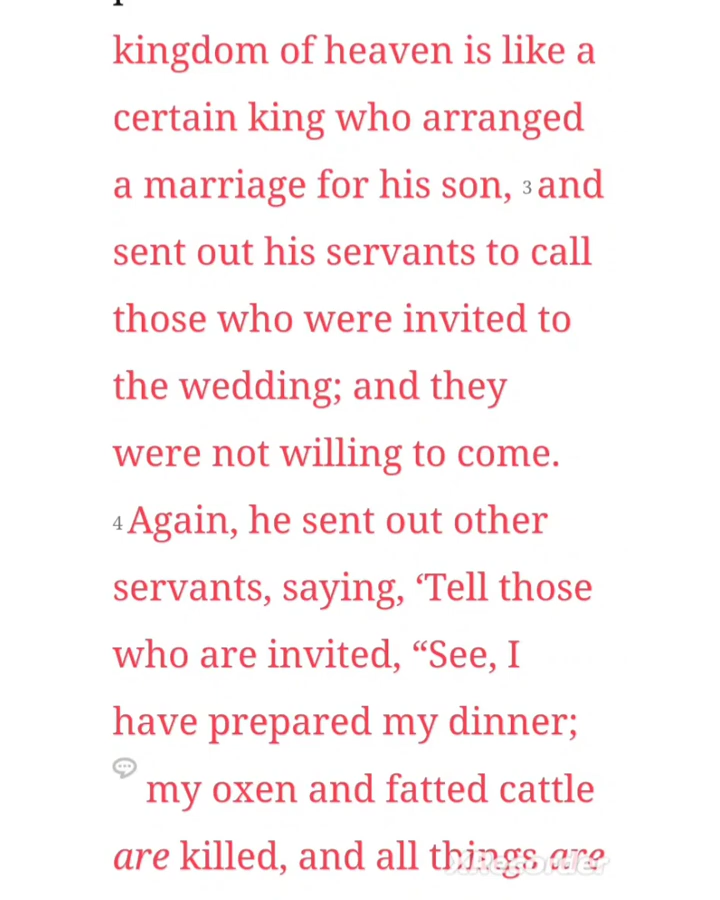 kingdom of heaven is like a
certain king who arranged
a marriage for his son, 3 and
sent out his servants to call
those who were invited to
the wedding; and they
were not willing to come.
4 Again, he sent out other
servants, saying, ‘Tell those
who are invited, “See, I
have prepared my dinner;
my oxen and fatted cattle
are killed, and all things are
XRecorder